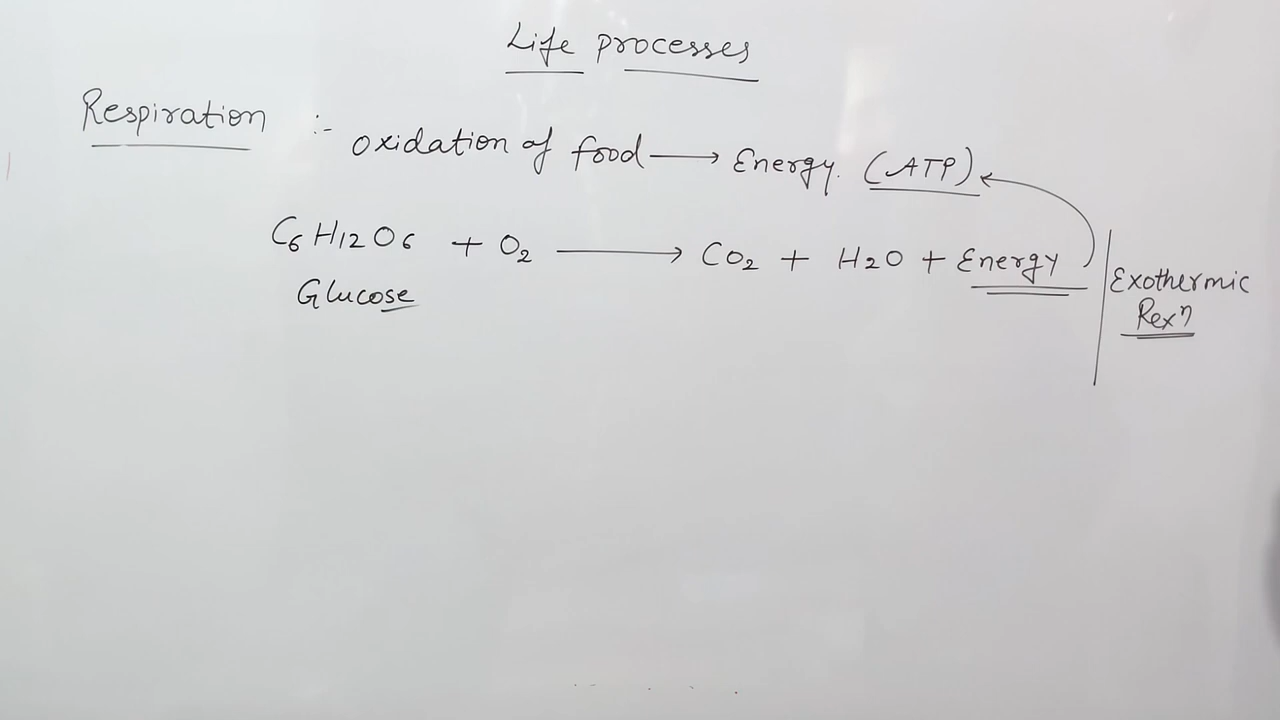 Life processes
Respiration :- Oxidation of food → Energy. (ATP)
C6H12O6 + O2 → CO2 + H2O + Energy
Glucose
Exothermic
Rexn